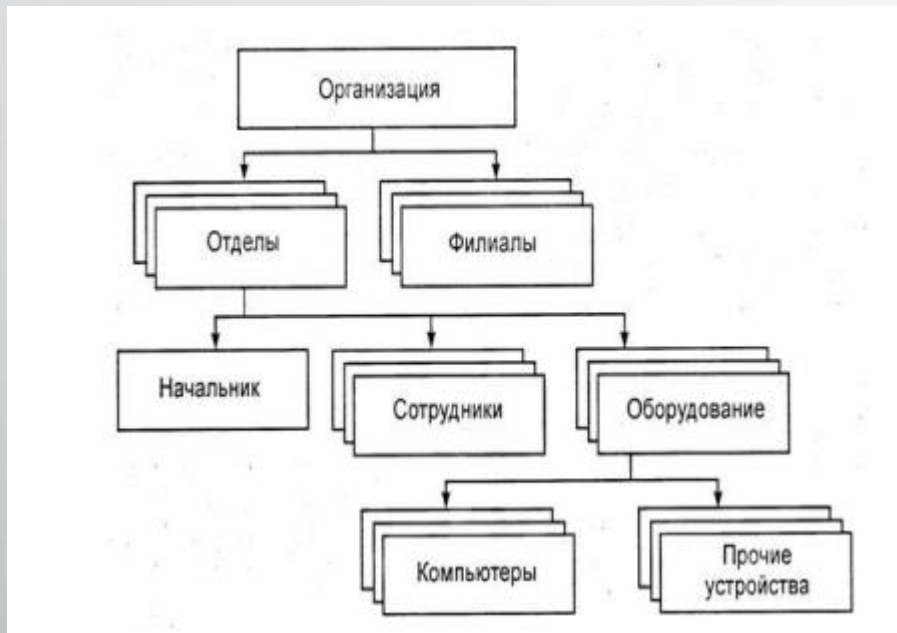 Организация
Отделы
Филиалы
Начальник
Сотрудники
Оборудование
Компьютеры
Прочие
устройства